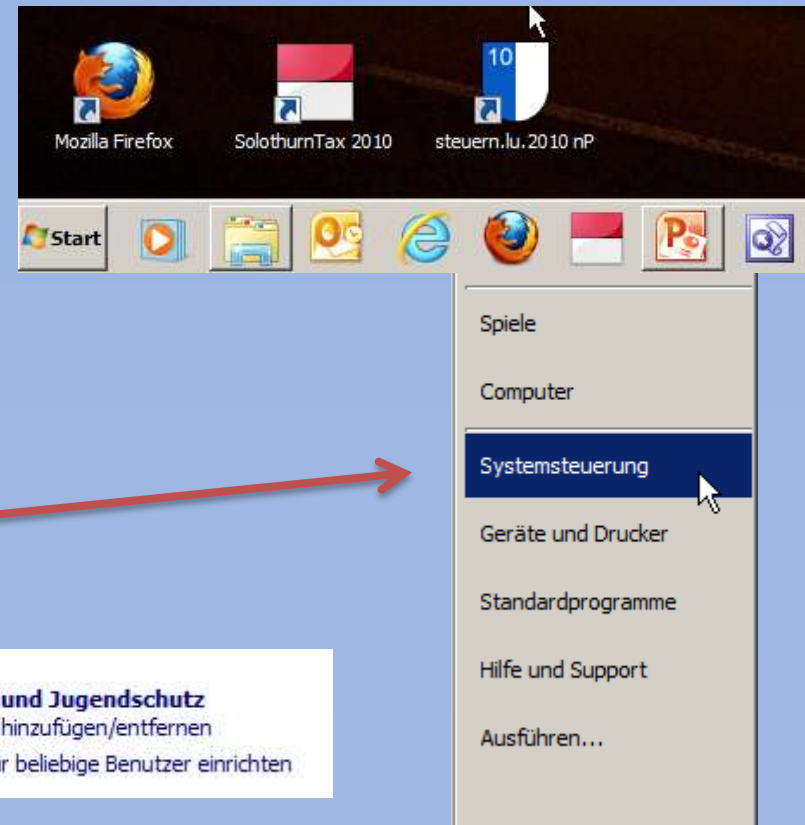 10
Mozilla Firefox
SolothurnTax 2010
steuern.lu.2010 nP
Start
Spiele
Computer
Systemsteuerung
Geräte und Drucker
Standardprogramme
Hilfe und Support
Ausführen...
und Jugendschutz
hinzufügen/entfernen
beliebige Benutzer einrichten